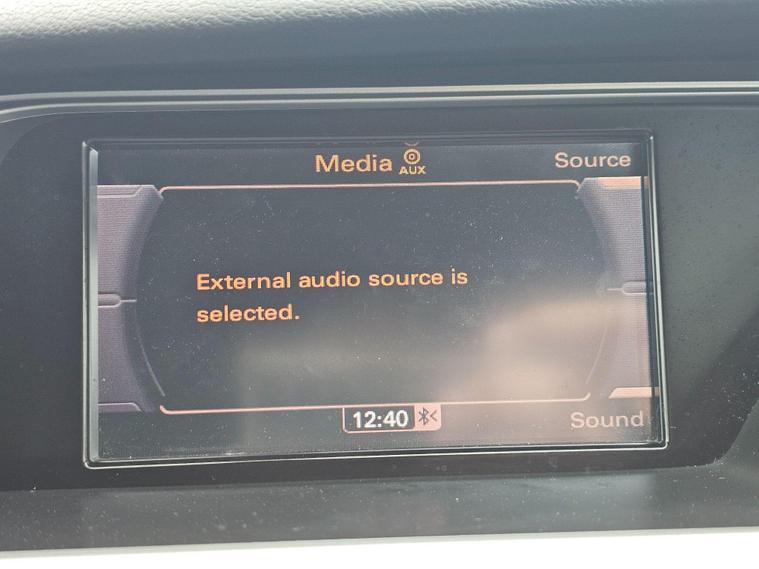 Media AUX Source
External audio source is
selected.
12:40
Sound